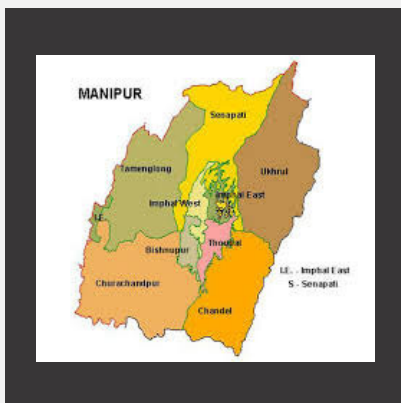 MANIPUR
Senapati
Tamenglong
Ukhrul
Imphal East
Imphal West
I.E.
Bishnupur
Thoubal
I.E. - Imphal East
S - Senapati
Churachandpur
Chandel